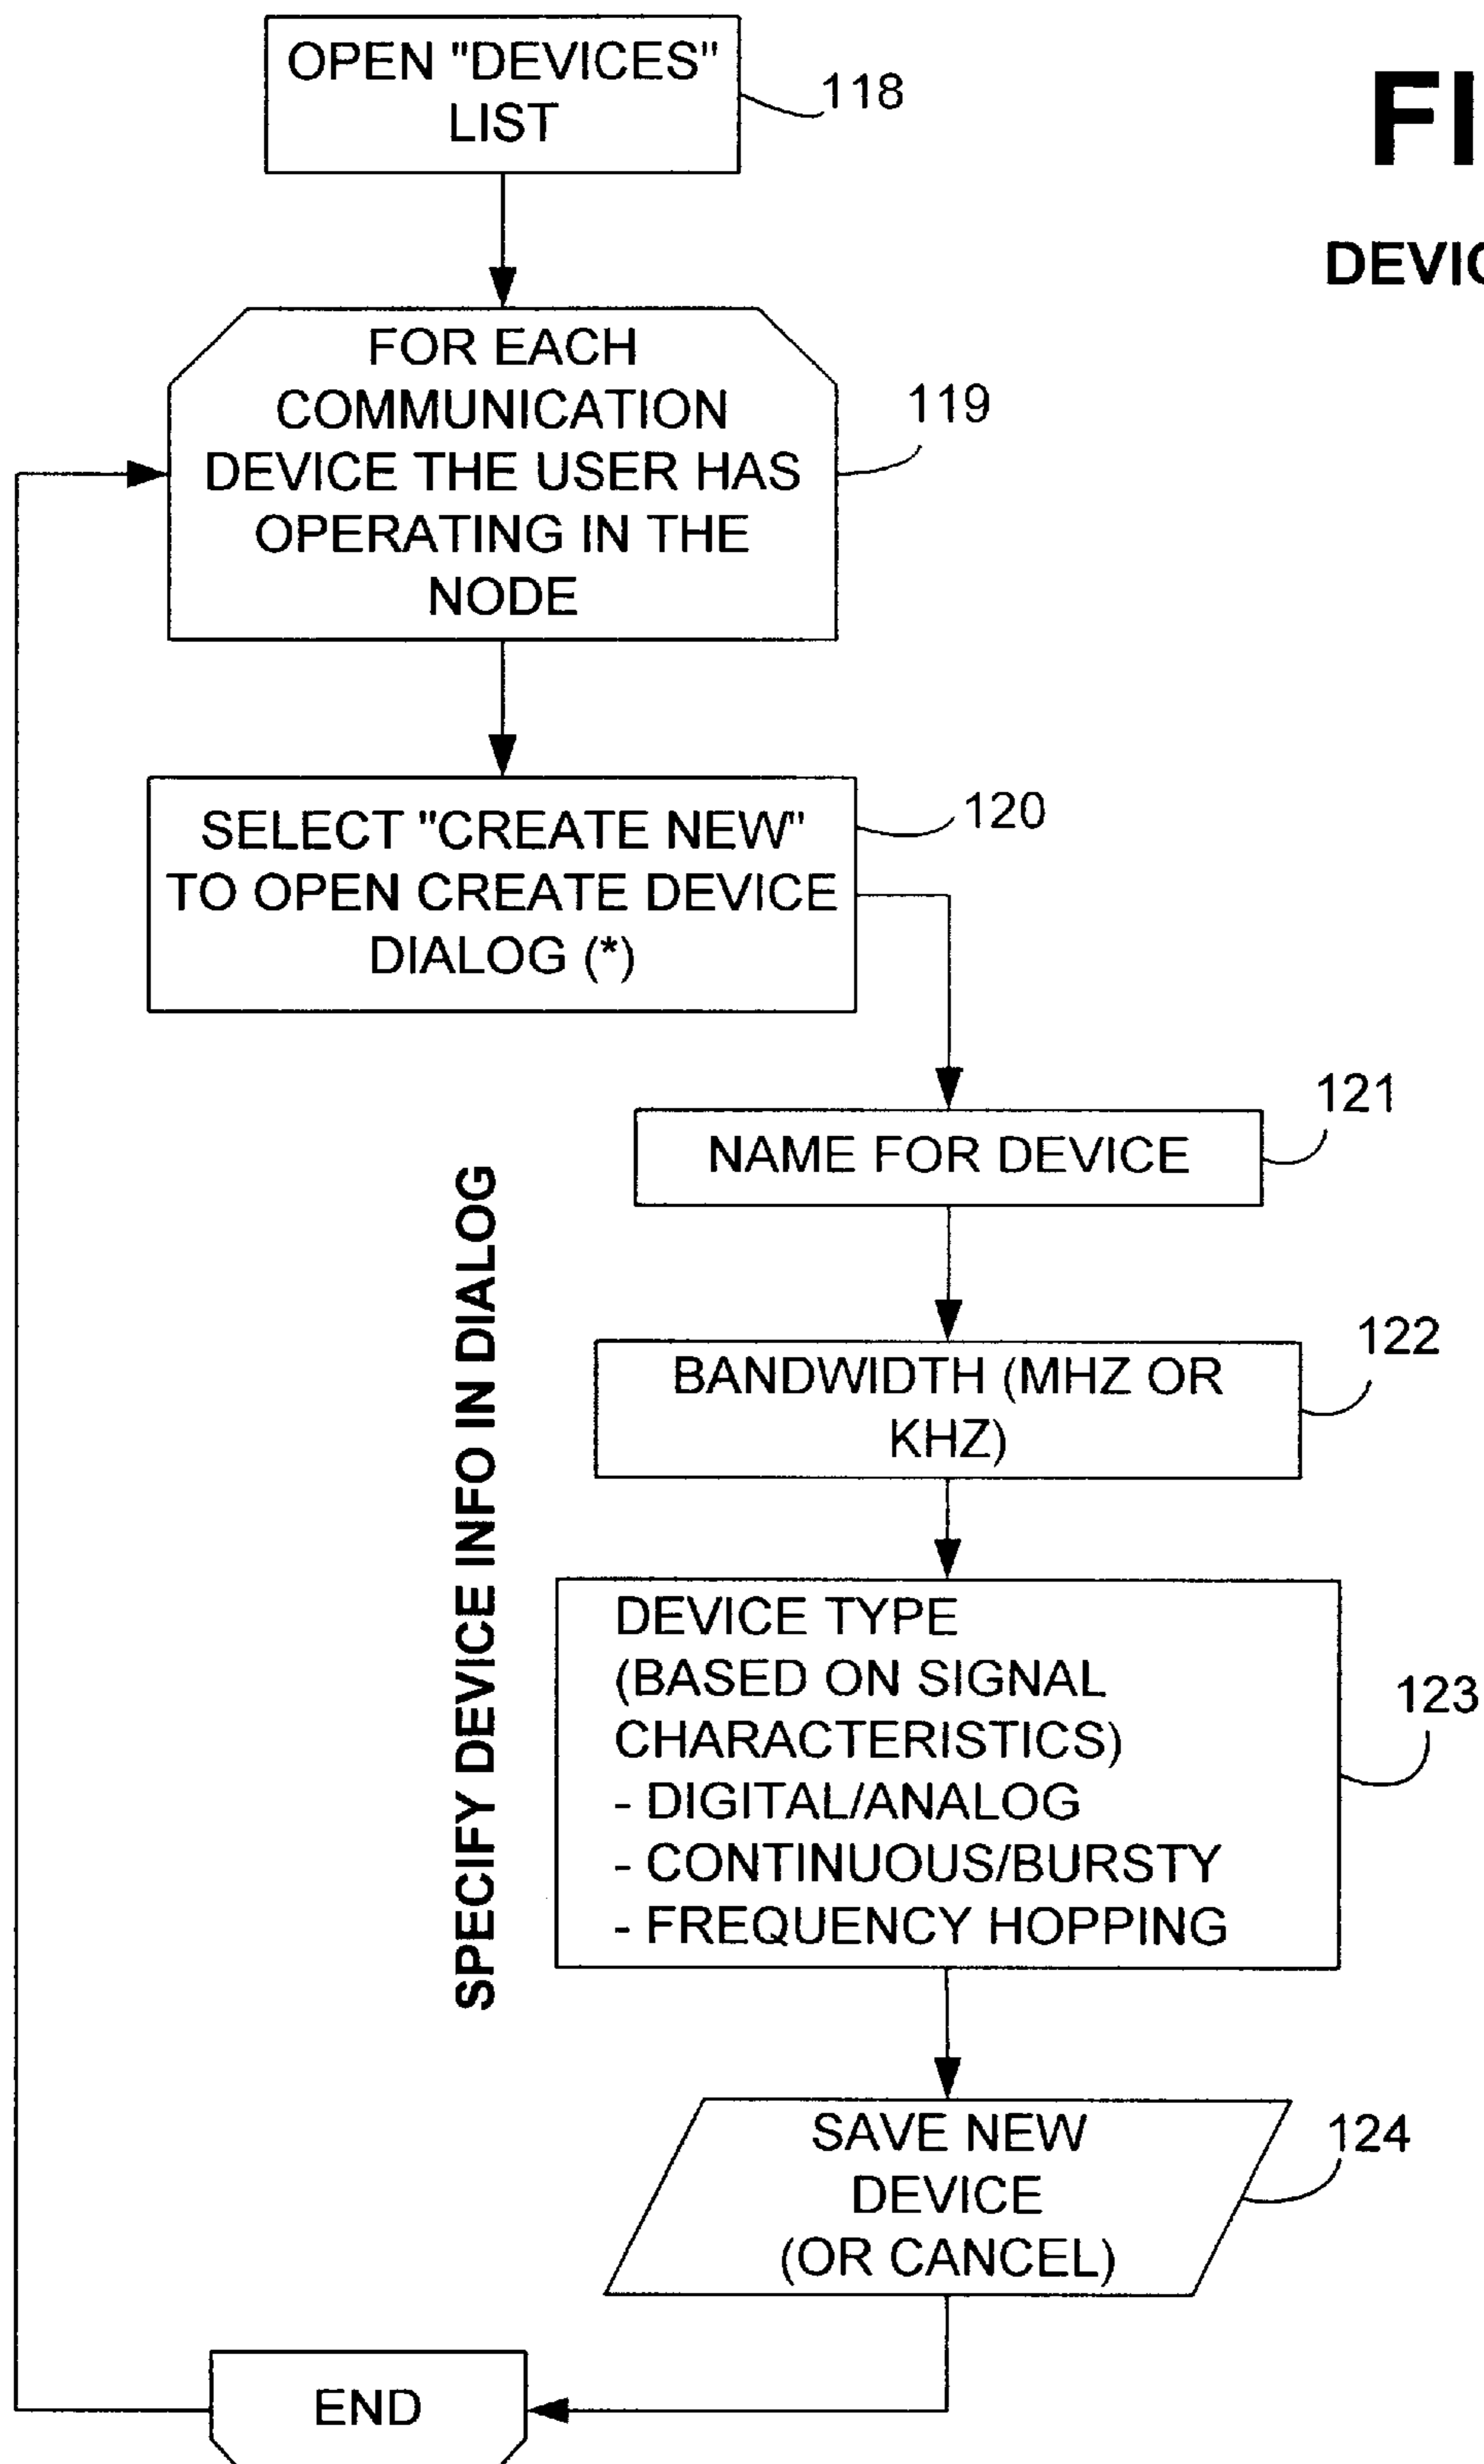 OPEN "DEVICES"
LIST
118
FI
DEVIC
FOR EACH
COMMUNICATION
DEVICE THE USER HAS
OPERATING IN THE
NODE
119
SELECT "CREATE NEW"
TO OPEN CREATE DEVICE
DIALOG (*)
120
SPECIFY DEVICE INFO IN DIALOG
NAME FOR DEVICE
121
BANDWIDTH (MHZ OR
KHZ)
122
DEVICE TYPE
(BASED ON SIGNAL
CHARACTERISTICS)
- DIGITAL/ANALOG
- CONTINUOUS/BURSTY
- FREQUENCY HOPPING
123
SAVE NEW
DEVICE
(OR CANCEL)
124
END